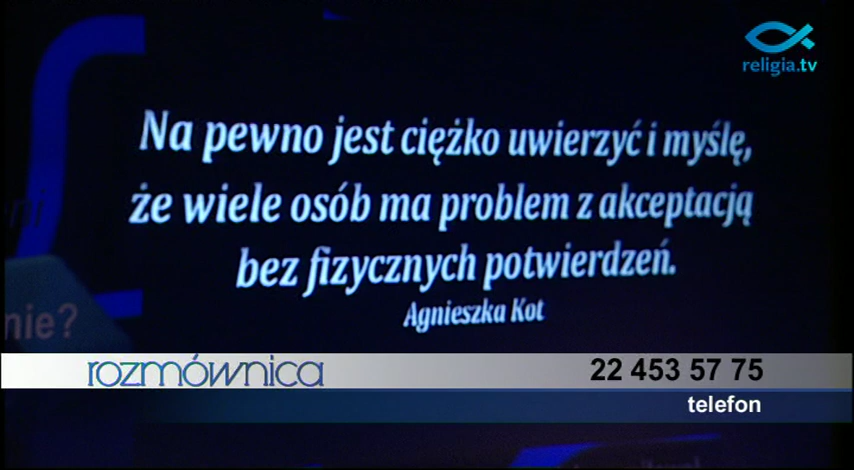 religia.tv
Na pewno jest ciężko uwierzyć i myślę,
że wiele osób ma problem z akceptacją
bez fizycznych potwierdzeń.
Agnieszka Kot
nie?
rozmównica
22 453 57 75
telefon